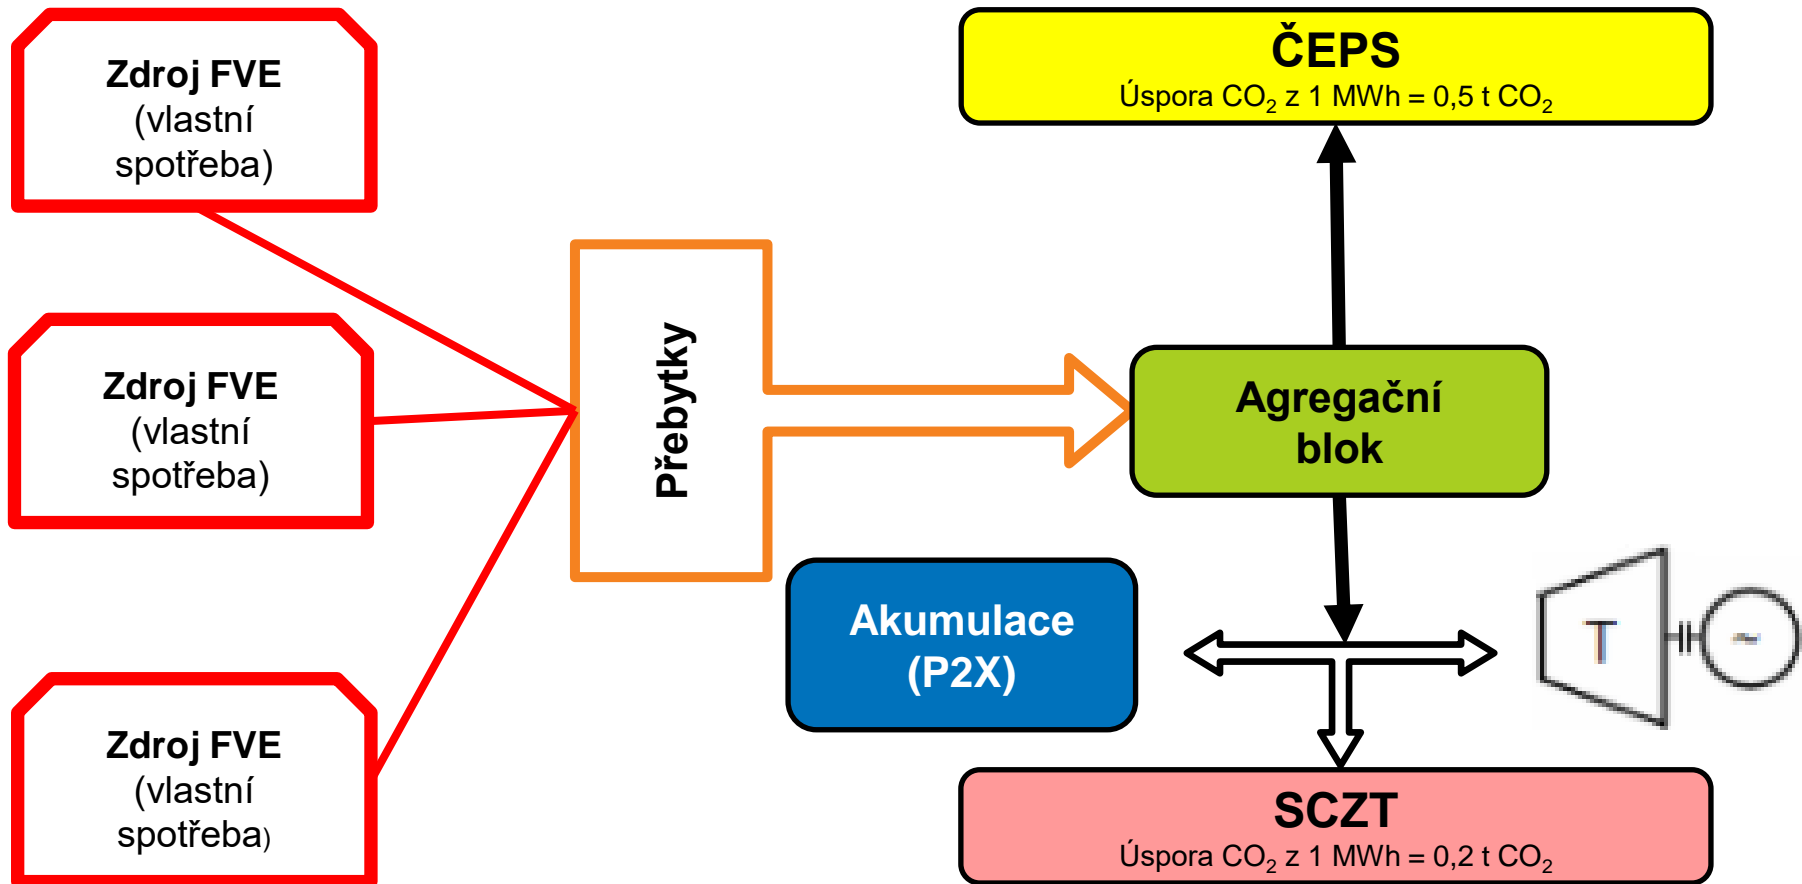 Zdroj FVE
(vlastní
spotřeba)
ČEPS
Úspora CO₂ z 1 MWh = 0,5 t CO₂
Zdroj FVE
(vlastní
spotřeba)
Přebytky
Agregační
blok
Akumulace
(P2X)
T
~
Zdroj FVE
(vlastní
spotřeba)
SCZT
Úspora CO₂ z 1 MWh = 0,2 t CO₂